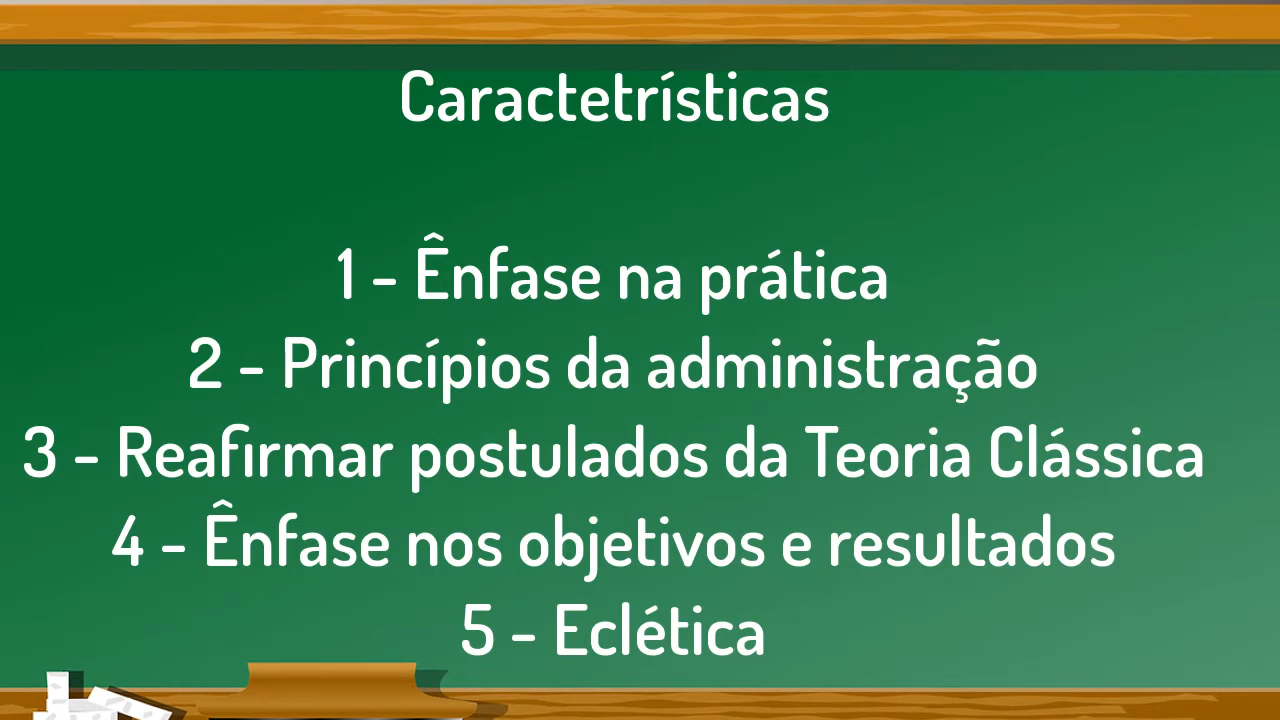 Caractetrísticas
1 - Ênfase na prática
2 - Princípios da administração
3 - Reafirmar postulados da Teoria Clássica
4 - Ênfase nos objetivos e resultados
5 - Eclética